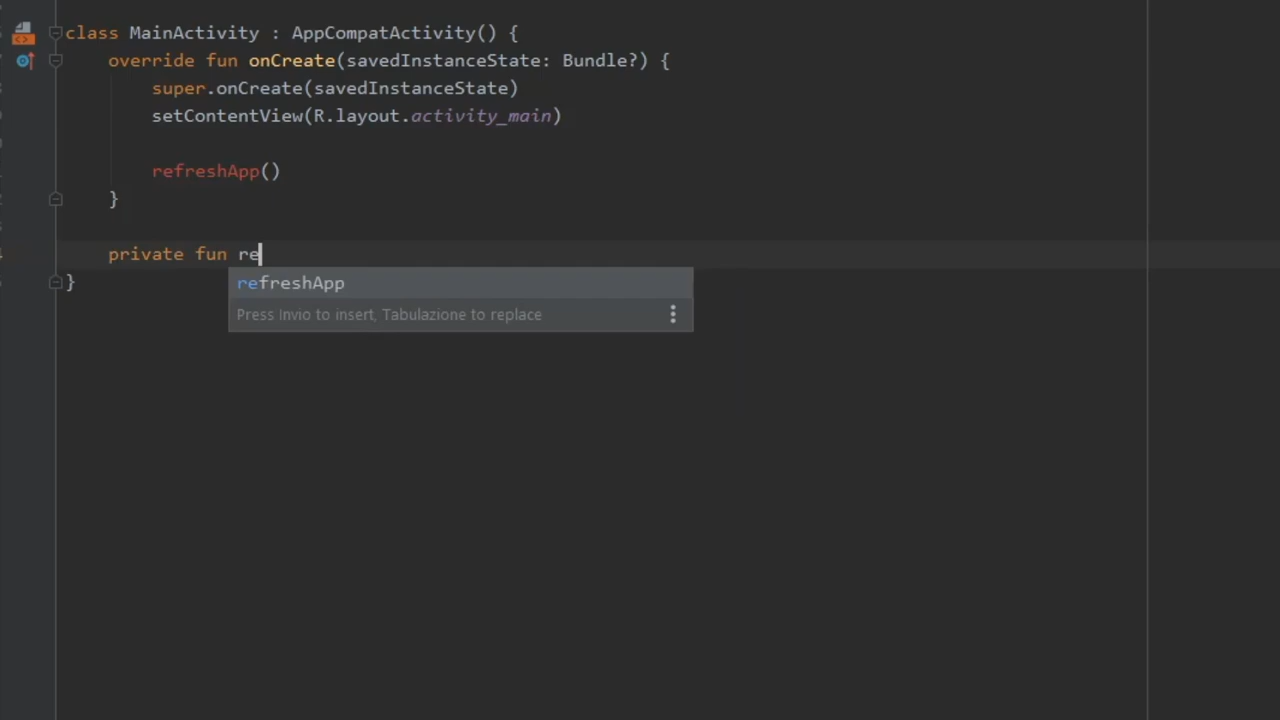 class MainActivity : AppCompatActivity() {
override fun onCreate(savedInstanceState: Bundle?) {
super.onCreate(savedInstanceState)
setContentView(R.layout.activity_main)
refreshApp()
}
private fun re
refreshApp
Press Invio to insert, Tabulazione to replace
}